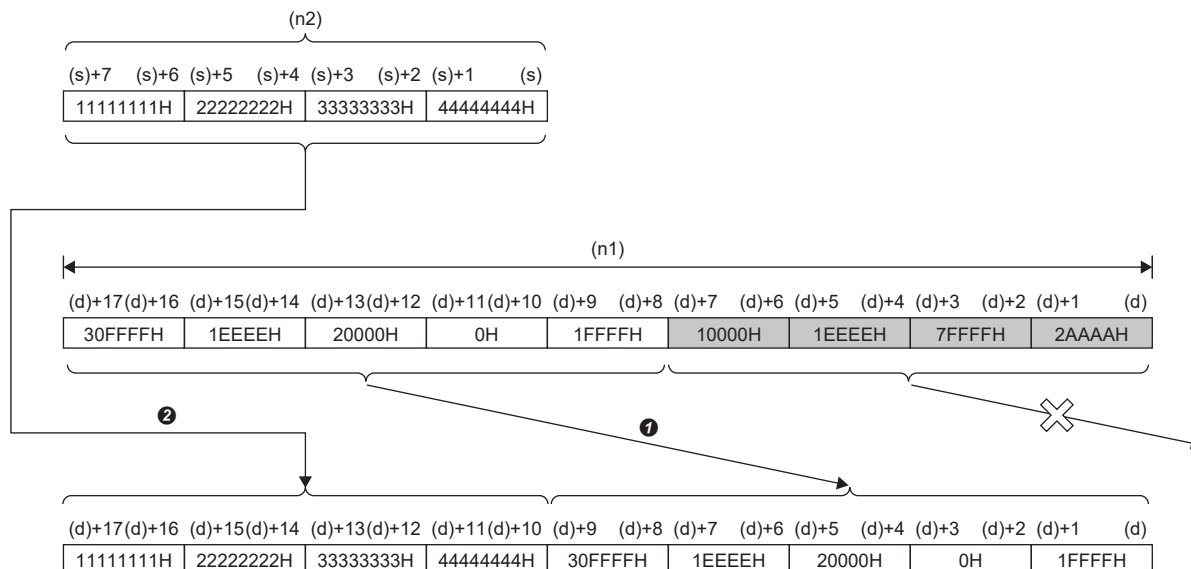 (n2)
(s)+7 (s)+6 (s)+5 (s)+4 (s)+3 (s)+2 (s)+1 (s)
11111111H 22222222H 33333333H 44444444H
(n1)
(d)+17(d)+16 (d)+15(d)+14 (d)+13(d)+12 (d)+11(d)+10 (d)+9 (d)+8 (d)+7 (d)+6 (d)+5 (d)+4 (d)+3 (d)+2 (d)+1 (d)
30FFFFH 1EEEEH 20000H 0H 1FFFFH 10000H 1EEEEH 7FFFFH 2AAAAH
❷ ❶
(d)+17(d)+16 (d)+15(d)+14 (d)+13(d)+12 (d)+11(d)+10 (d)+9 (d)+8 (d)+7 (d)+6 (d)+5 (d)+4 (d)+3 (d)+2 (d)+1 (d)
11111111H 22222222H 33333333H 44444444H 30FFFFH 1EEEEH 20000H 0H 1FFFFH